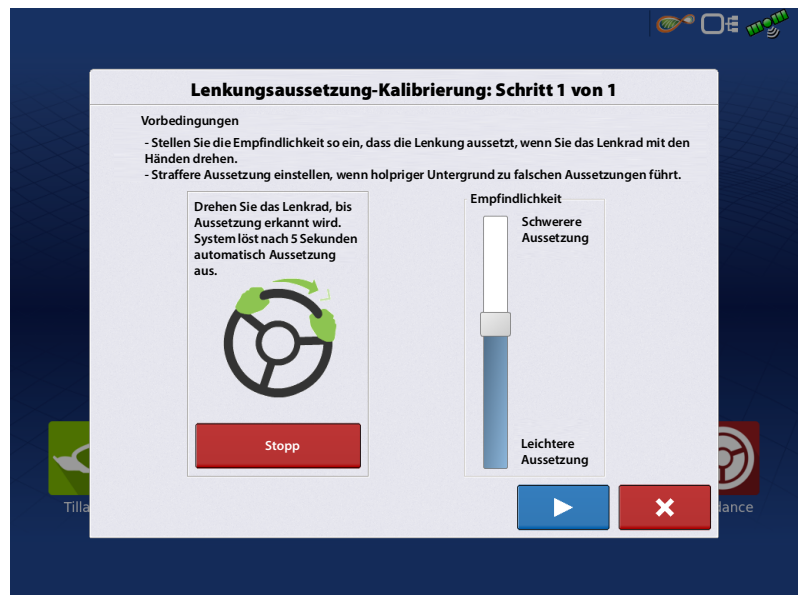 Lenkungsaussetzung-Kalibrierung: Schritt 1 von 1
Vorbedingungen
- Stellen Sie die Empfindlichkeit so ein, dass die Lenkung aussetzt, wenn Sie das Lenkrad mit den
Händen drehen.
- Straffere Aussetzung einstellen, wenn holpriger Untergrund zu falschen Aussetzungen führt.
Drehen Sie das Lenkrad, bis
Aussetzung erkannt wird.
System löst nach 5 Sekunden
automatisch Aussetzung
aus.
Stopp
Empfindlichkeit
Schwerere
Aussetzung
Leichtere
Aussetzung
Tilla
dance